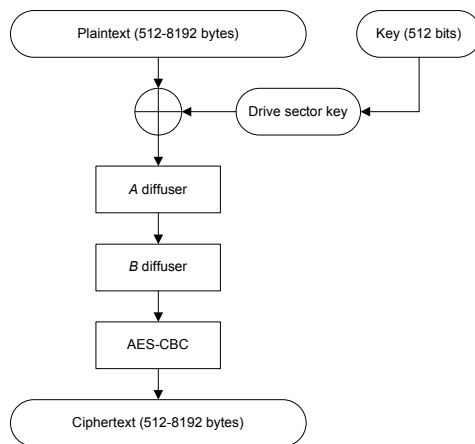 Plaintext (512-8192 bytes)
Key (512 bits)
Drive sector key
A diffuser
B diffuser
AES-CBC
Ciphertext (512-8192 bytes)